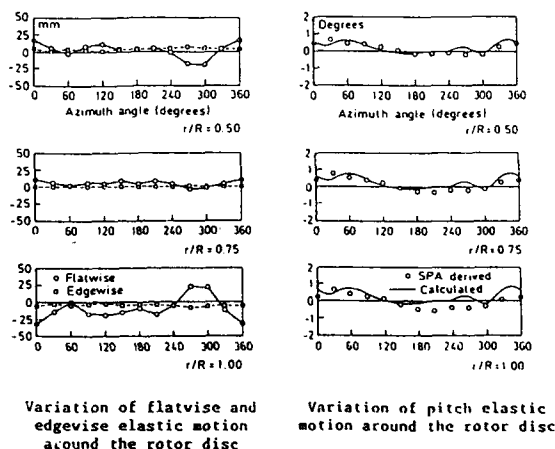 50
mm
25
0
25
50
0 60 120 180 240 300 360
Azimuth angle (degrees)
r/R = 0.50
50
25
0
25
50
0 60 120 180 240 300 360
r/R = 0.75
50
Flatwise
25
Edgewise
0
25
50
0 60 120 180 240 300 360
r/R = 1.00
Variation of flatwise and
edgewise elastic motion
around the rotor disc
2
Degrees
1
0
-1
-2
0 60 120 180 240 300 360
Azimuth angle (degrees)
r/R = 0.50
2
1
0
-1
-2
0 60 120 180 240 300 360
r/R = 0.75
2
SPA derived
1
Calculated
0
-1
-2
0 60 120 180 240 300 360
r/R = 1.00
Variation of pitch elastic
motion around the rotor disc